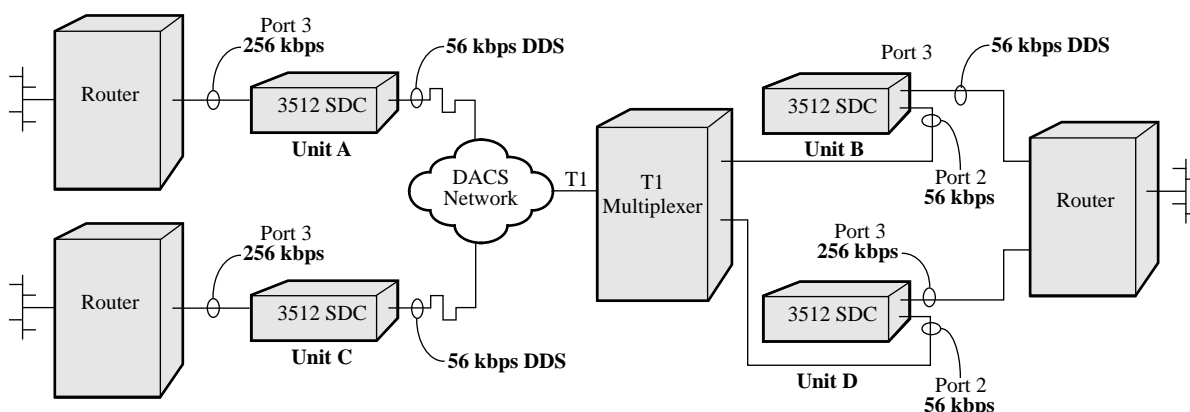 Port 3
256 kbps
56 kbps DDS
Router
3512 SDC
Unit A
Port 3
256 kbps
Router
3512 SDC
Unit C
56 kbps DDS
DACS
Network
T1
T1
Multiplexer
Port 3
56 kbps DDS
3512 SDC
Unit B
Port 2
56 kbps
Port 3
256 kbps
3512 SDC
Unit D
Port 2
56 kbps
Router